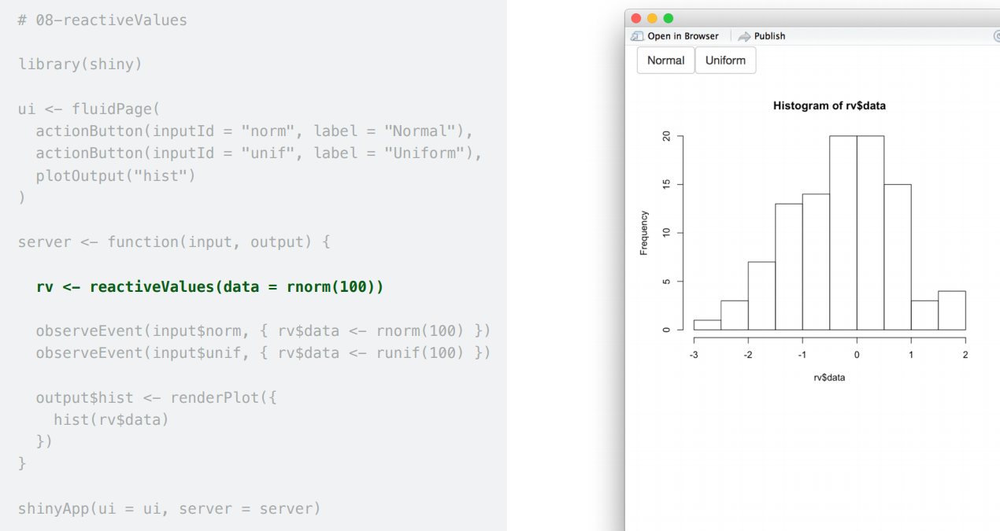 # 08-reactiveValues
library(shiny)
ui <- fluidPage(
  actionButton(inputId = "norm", label = "Normal"),
  actionButton(inputId = "unif", label = "Uniform"),
  plotOutput("hist")
)
server <- function(input, output) {
  rv <- reactiveValues(data = rnorm(100))
  observeEvent(input$norm, { rv$data <- rnorm(100) })
  observeEvent(input$unif, { rv$data <- runif(100) })
  output$hist <- renderPlot({
    hist(rv$data)
  })
}
shinyApp(ui = ui, server = server)
Open in Browser Publish
Normal Uniform
Histogram of rv$data
Frequency
20
15
10
5
0
-3 -2 -1 0 1 2
rv$data